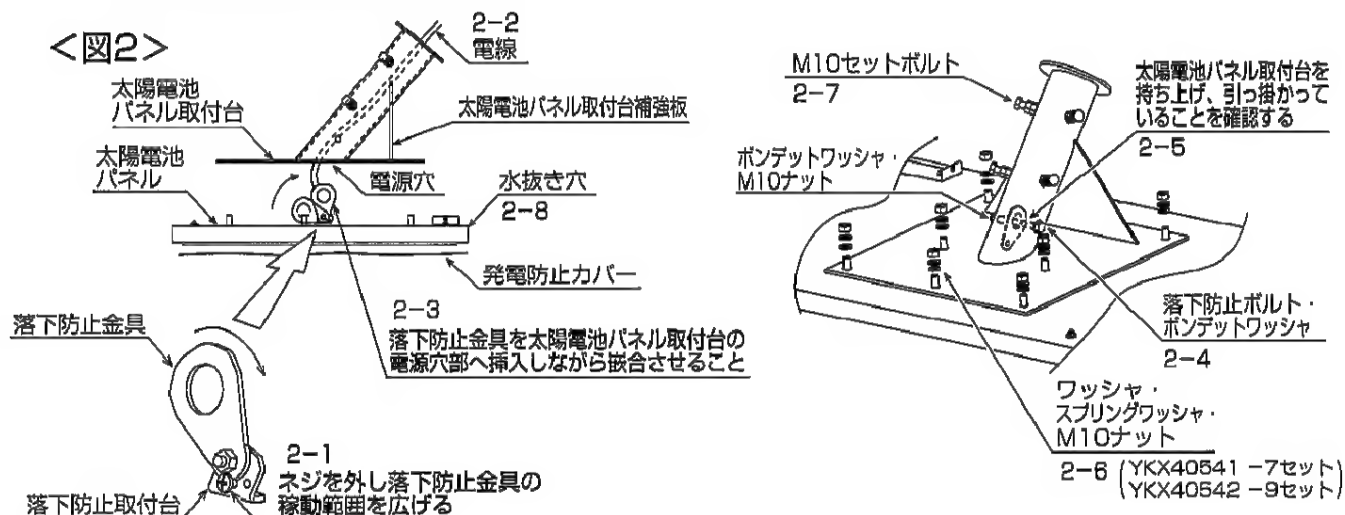 <図2>
2-2
電線
太陽電池
パネル取付台
太陽電池パネル取付台補強板
太陽電池
パネル
電源穴
水抜き穴
2-8
発電防止カバー
2-3
落下防止金具を太陽電池パネル取付台の
電源穴部へ挿入しながら嵌合させること
落下防止金具
2-1
ネジを外し落下防止金具の
稼動範囲を広げる
落下防止取付台
M10セットボルト
2-7
太陽電池パネル取付台を
持ち上げ、引っ掛かって
いることを確認する
2-5
ボンデットワッシャ・
M10ナット
落下防止ボルト・
ボンデットワッシャ
2-4
ワッシャ・
スプリングワッシャ・
M10ナット
2-6 (YKX40541 -7セット)
(YKX40542 -9セット)